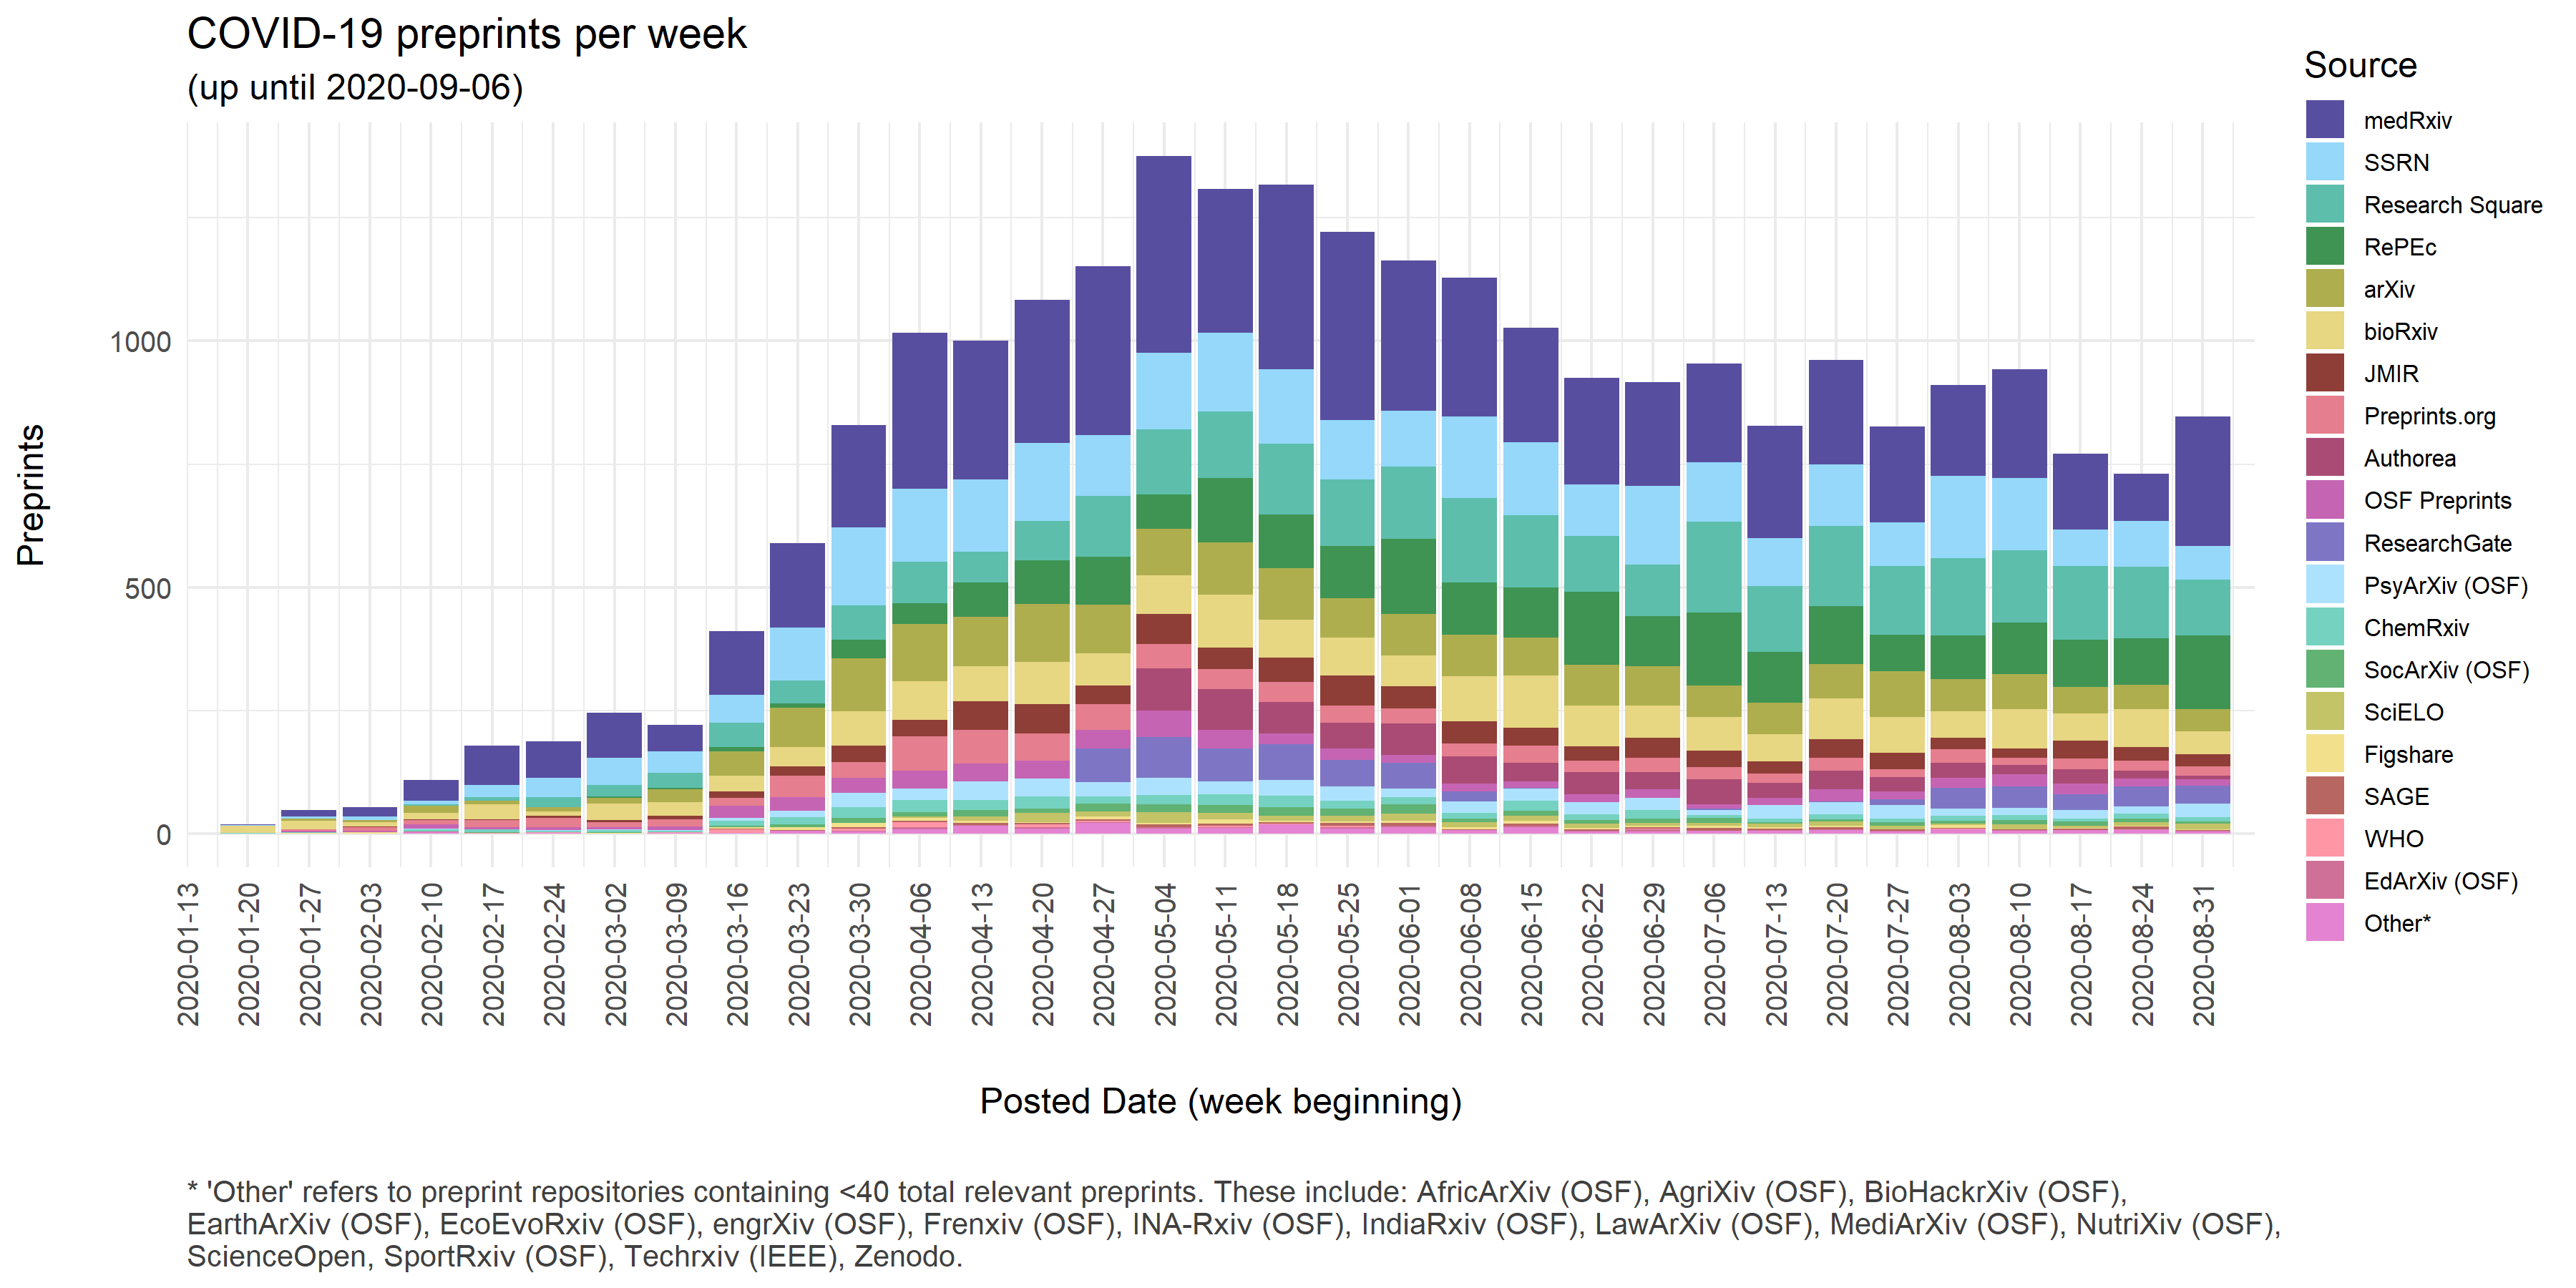 COVID-19 preprints per week
(up until 2020-09-06)
Preprints
1000
500
0
2020-01-13
2020-01-20
2020-01-27
2020-02-03
2020-02-10
2020-02-17
2020-02-24
2020-03-02
2020-03-09
2020-03-16
2020-03-23
2020-03-30
2020-04-06
2020-04-13
2020-04-20
2020-04-27
2020-05-04
2020-05-11
2020-05-18
2020-05-25
2020-06-01
2020-06-08
2020-06-15
2020-06-22
2020-06-29
2020-07-06
2020-07-13
2020-07-20
2020-07-27
2020-08-03
2020-08-10
2020-08-17
2020-08-24
2020-08-31
Posted Date (week beginning)
Source
medRxiv
SSRN
Research Square
RePEc
arXiv
bioRxiv
JMIR
Preprints.org
Authorea
OSF Preprints
ResearchGate
PsyArXiv (OSF)
ChemRxiv
SocArXiv (OSF)
SciELO
Figshare
SAGE
WHO
EdArXiv (OSF)
Other*
* 'Other' refers to preprint repositories containing <40 total relevant preprints. These include: AfricArXiv (OSF), AgriXiv (OSF), BioHackrXiv (OSF),
EarthArXiv (OSF), EcoEvoRxiv (OSF), engrXiv (OSF), Frenxiv (OSF), INA-Rxiv (OSF), IndiaRxiv (OSF), LawArXiv (OSF), MediArXiv (OSF), NutriXiv (OSF),
ScienceOpen, SportRxiv (OSF), Techrxiv (IEEE), Zenodo.